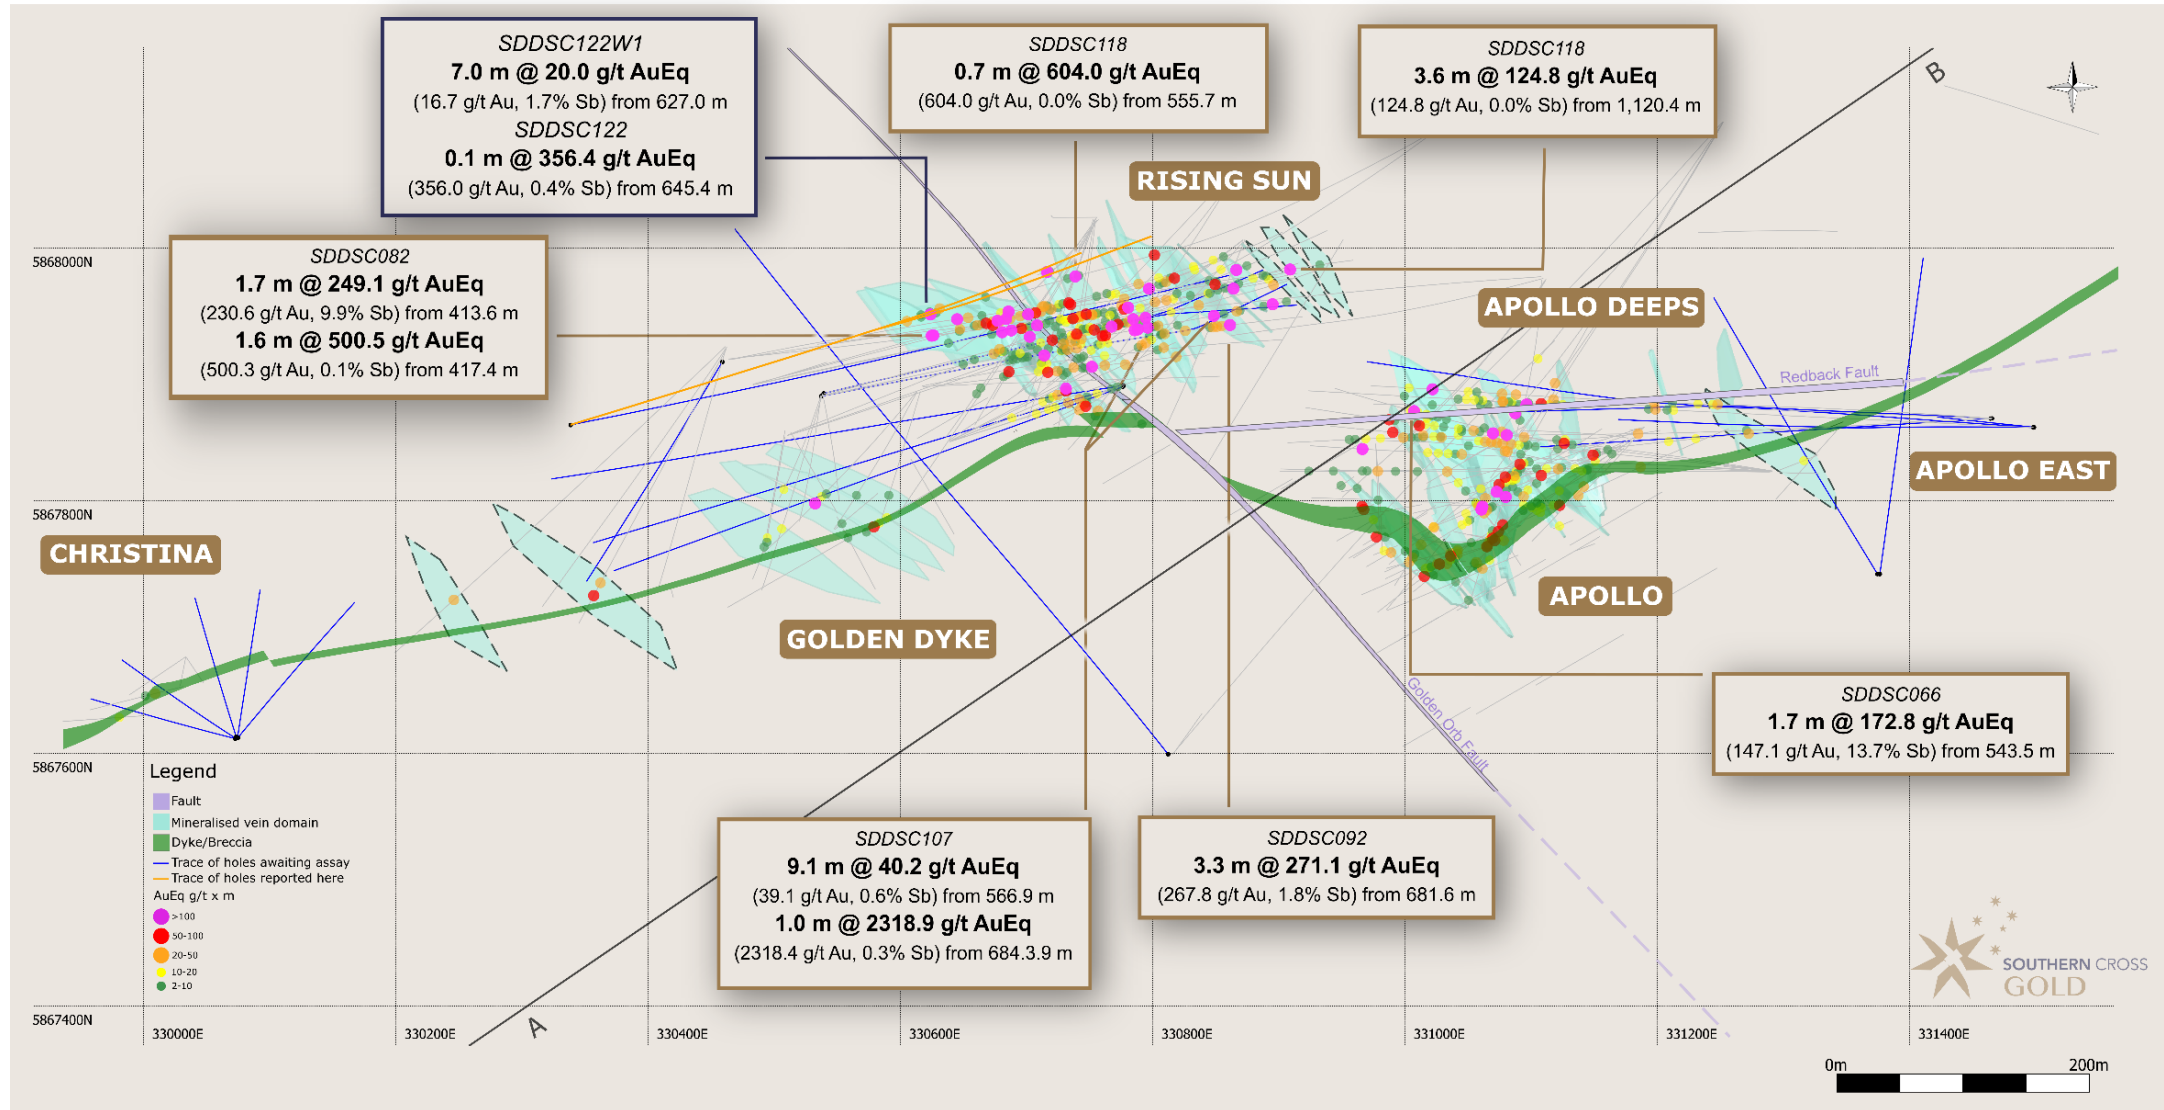 SDDSC122W1
7.0 m @ 20.0 g/t AuEq
(16.7 g/t Au, 1.7% Sb) from 627.0 m
SDDSC122
0.1 m @ 356.4 g/t AuEq
(356.0 g/t Au, 0.4% Sb) from 645.4 m
SDDSC118
0.7 m @ 604.0 g/t AuEq
(604.0 g/t Au, 0.0% Sb) from 555.7 m
SDDSC118
3.6 m @ 124.8 g/t AuEq
(124.8 g/t Au, 0.0% Sb) from 1,120.4 m
B
RISING SUN
SDDSC082
1.7 m @ 249.1 g/t AuEq
(230.6 g/t Au, 9.9% Sb) from 413.6 m
1.6 m @ 500.5 g/t AuEq
(500.3 g/t Au, 0.1% Sb) from 417.4 m
5868000N
APOLLO DEEPS
Redback Fault
APOLLO EAST
5867800N
CHRISTINA
APOLLO
GOLDEN DYKE
Golden Orb Fault
SDDSC066
1.7 m @ 172.8 g/t AuEq
(147.1 g/t Au, 13.7% Sb) from 543.5 m
5867600N
Legend
Fault
Mineralised vein domain
Dyke/Breccia
Trace of holes awaiting assay
Trace of holes reported here
AuEq g/t x m
>100
50-100
20-50
10-20
2-10
SDDSC107
9.1 m @ 40.2 g/t AuEq
(39.1 g/t Au, 0.6% Sb) from 566.9 m
1.0 m @ 2318.9 g/t AuEq
(2318.4 g/t Au, 0.3% Sb) from 684.3.9 m
SDDSC092
3.3 m @ 271.1 g/t AuEq
(267.8 g/t Au, 1.8% Sb) from 681.6 m
SOUTHERN CROSS
GOLD
5867400N
A
330000E
330200E
330400E
330600E
330800E
331000E
331200E
331400E
0m
200m